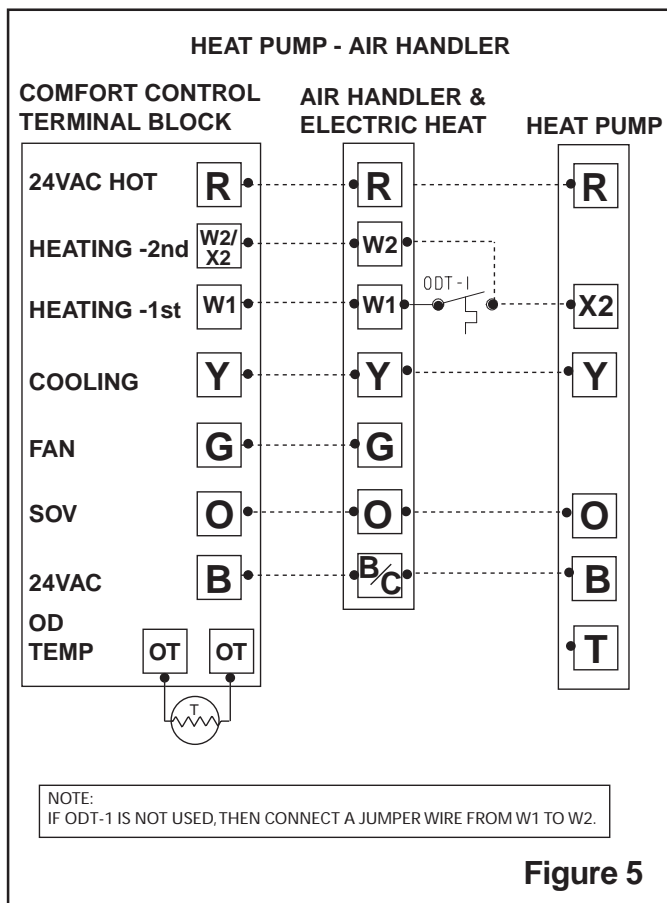 HEAT PUMP - AIR HANDLER
COMFORT CONTROL
TERMINAL BLOCK
AIR HANDLER &
ELECTRIC HEAT
HEAT PUMP
24VAC HOT R R R
HEATING -2nd W2/
X2 W2
ODT-1
HEATING -1st W1 W1 X2
COOLING Y Y Y
FAN G G
SOV O O O
24VAC B B/C B
OD
TEMP OT OT T
T
NOTE:
IF ODT-1 IS NOT USED, THEN CONNECT A JUMPER WIRE FROM W1 TO W2.
Figure 5